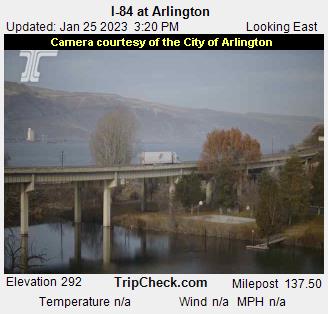 I-84 at Arlington
Updated: Jan 25 2023 3:20 PM Looking East
Camera courtesy of the City of Arlington
Elevation 292 TripCheck.com Milepost 137.50
Temperature n/a Wind n/a MPH n/a